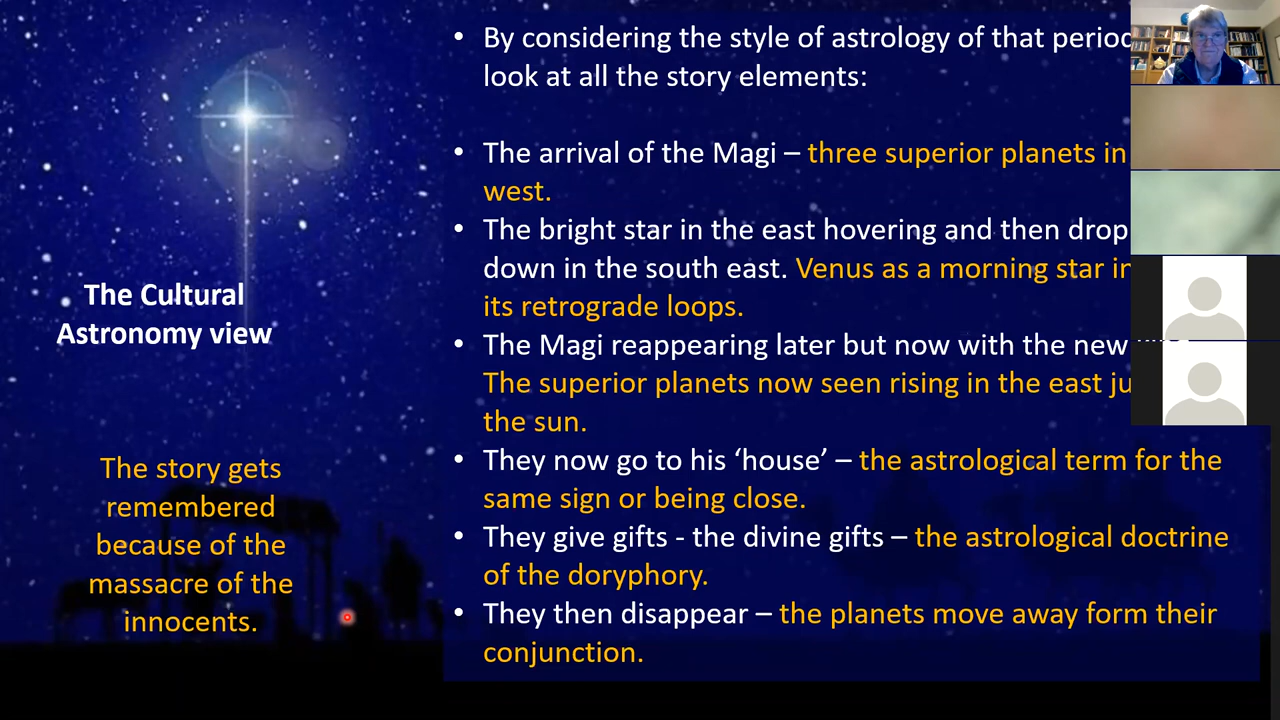 • By considering the style of astrology of that
look at all the story elements:
• The arrival of the Magi – three superior planets in
west.
• The bright star in the east hovering and then
down in the south east. Venus as a morning star
its retrograde loops.
• The Magi reappearing later but now with the new
The superior planets now seen rising in the east
the sun.
• They now go to his ‘house’ – the astrological term for the
same sign or being close.
• They give gifts - the divine gifts – the astrological doctrine
of the doryphory.
• They then disappear – the planets move away form their
conjunction.
The Cultural
Astronomy view
The story gets
remembered
because of the
massacre of the
innocents.